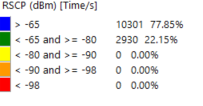 RSCP (dBm) [Time/s]
> -65 10301 77.85%
< -65 and >= -80 2930 22.15%
< -80 and >= -90 0 0.00%
< -90 and >= -98 0 0.00%
< -98 0 0.00%